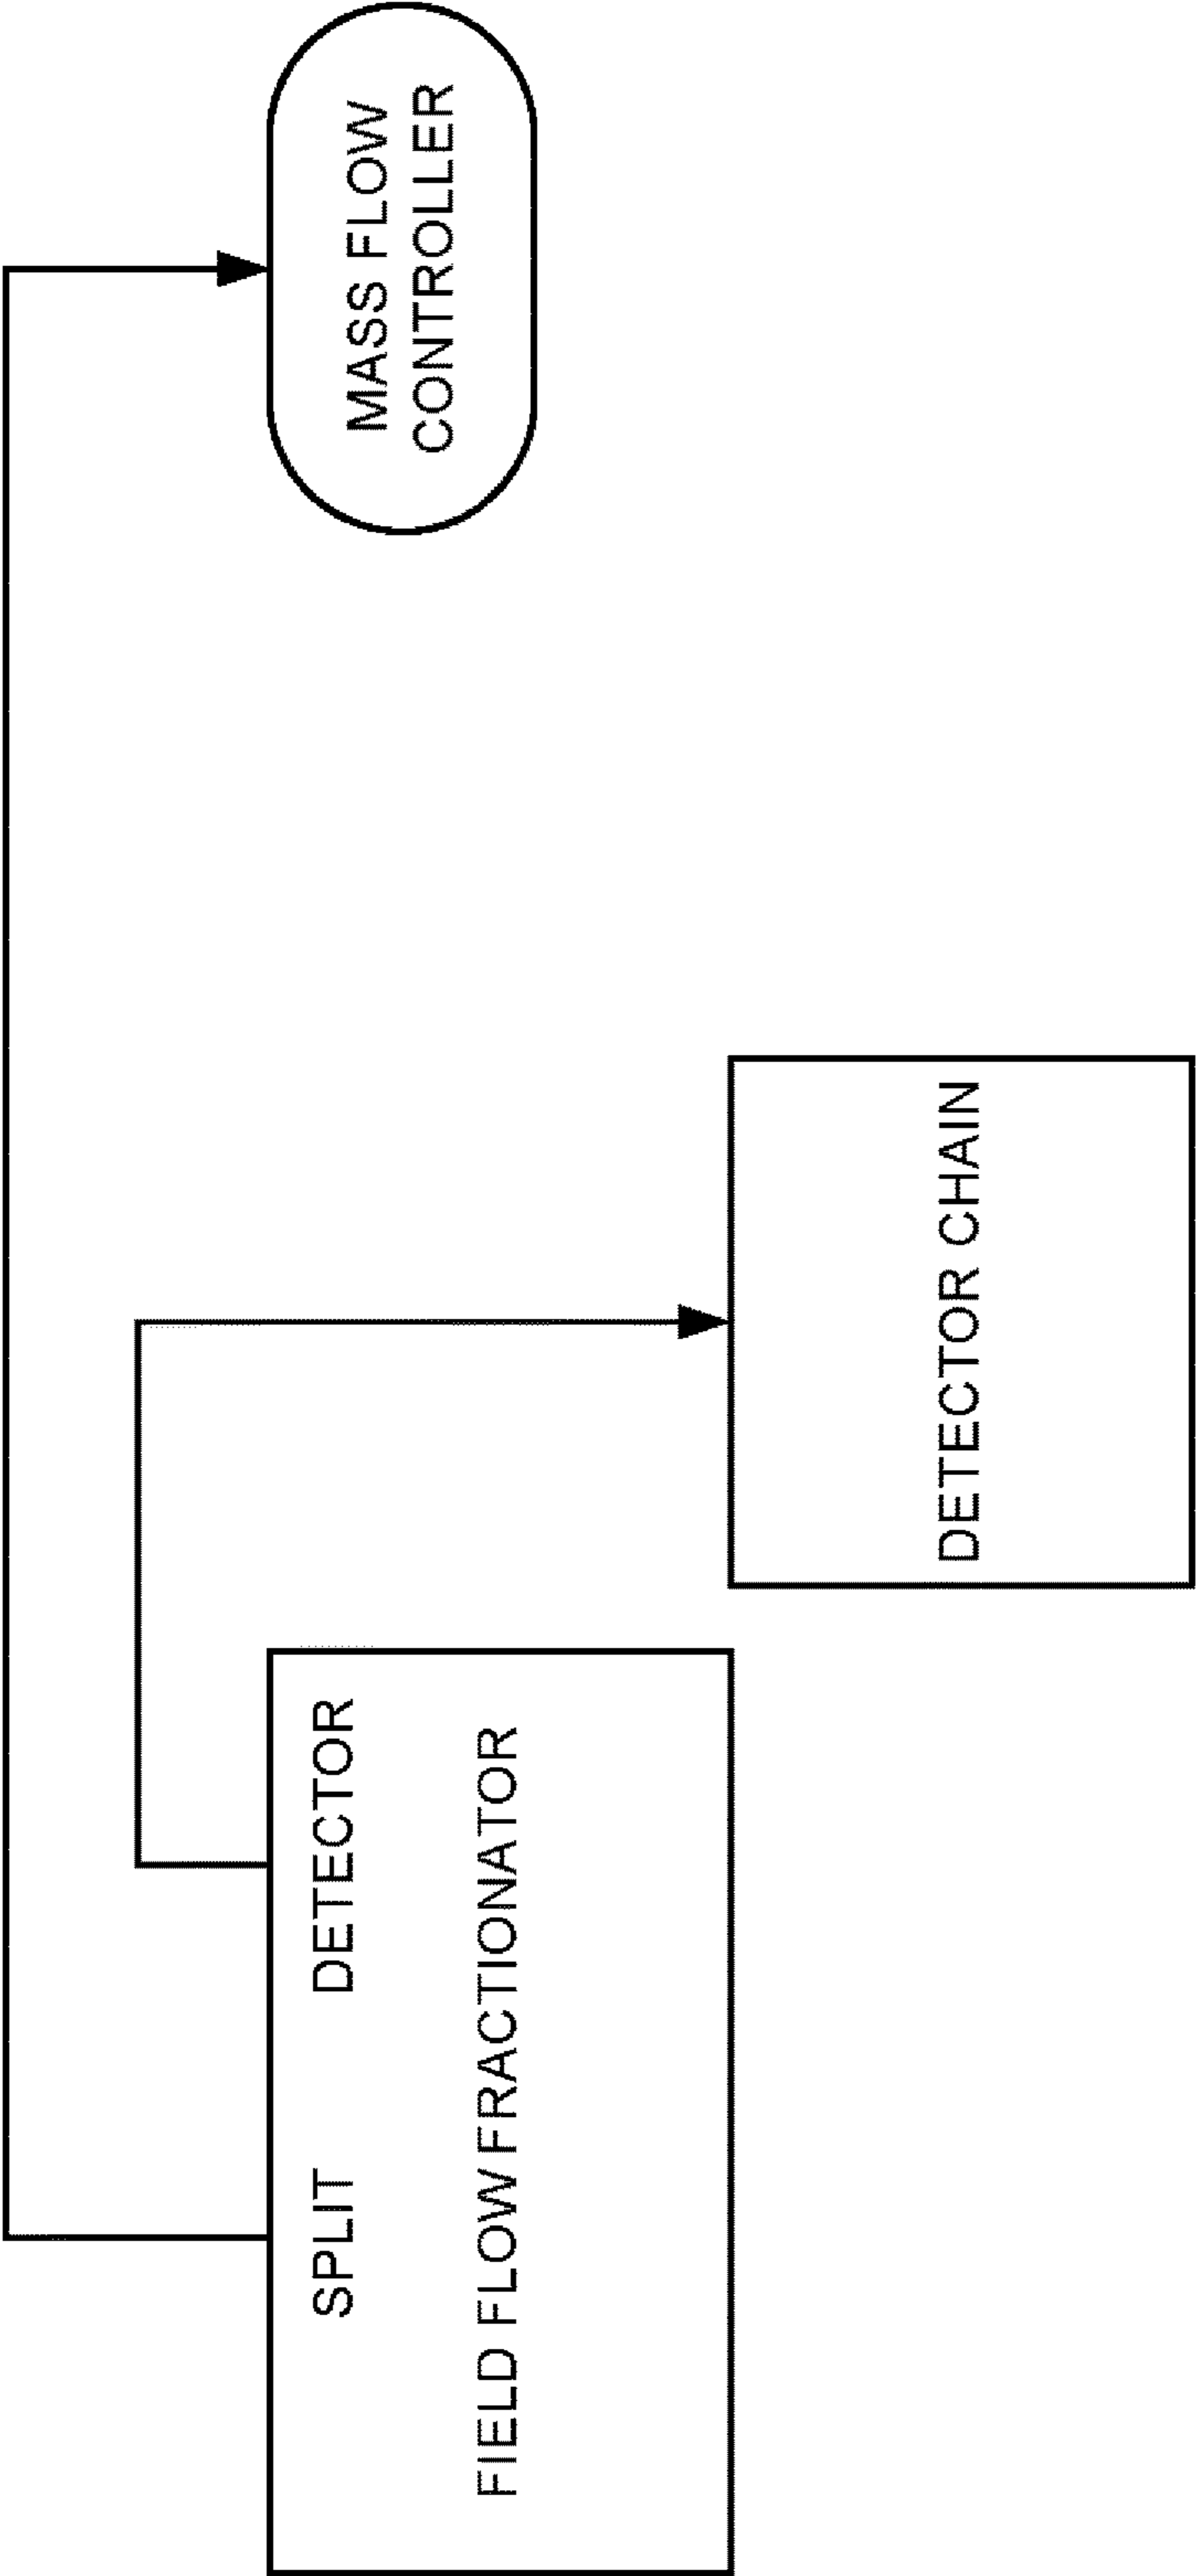 SPLIT DETECTOR
FIELD FLOW FRACTIONATOR
DETECTOR CHAIN
MASS FLOW
CONTROLLER